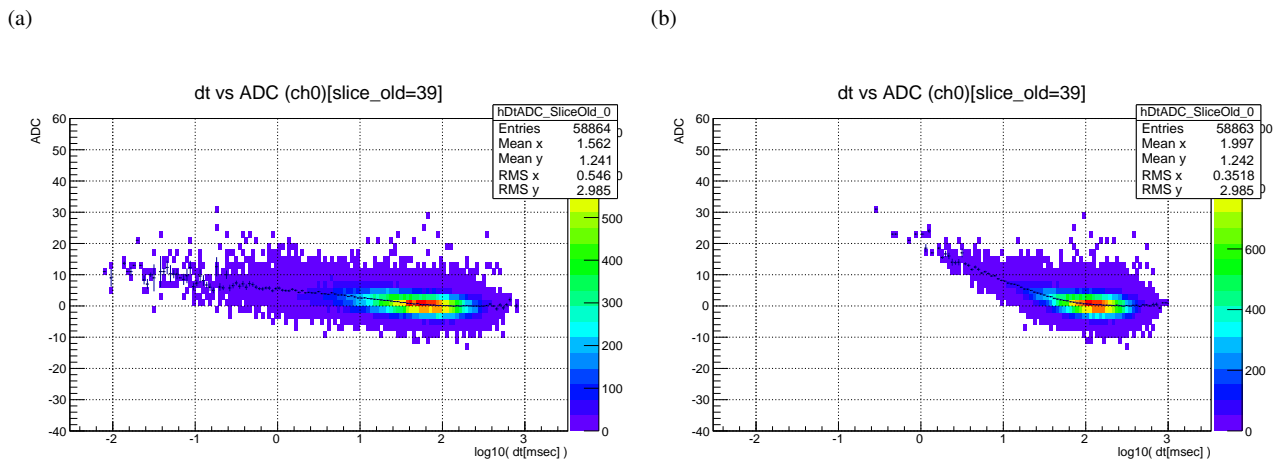 (a)
(b)
dt vs ADC (ch0)[slice_old=39]
hDtADC_SliceOld_0
Entries 58864
Mean x 1.562
Mean y 1.241
RMS x 0.546
RMS y 2.985
ADC
60
50
40
30
20
10
0
-10
-20
-30
-40
-2
-1
0
1
2
3
log10( dt[msec] )
500
400
300
200
100
0
dt vs ADC (ch0)[slice_old=39]
hDtADC_SliceOld_0
Entries 58863
Mean x 1.997
Mean y 1.242
RMS x 0.3518
RMS y 2.985
ADC
60
50
40
30
20
10
0
-10
-20
-30
-40
-2
-1
0
1
2
3
log10( dt[msec] )
600
400
200
0